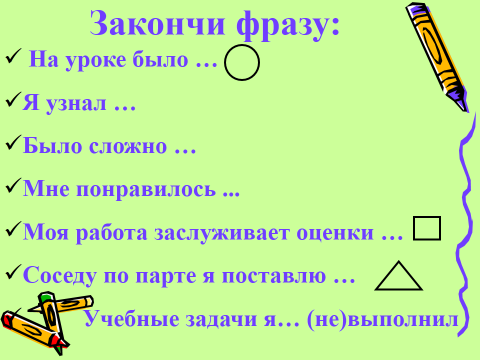 Закончи фразу:
На уроке было …
Я узнал …
Было сложно …
Мне понравилось ...
Моя работа заслуживает оценки …
Соседу по парте я поставлю …
Учебные задачи я… (не)выполнил